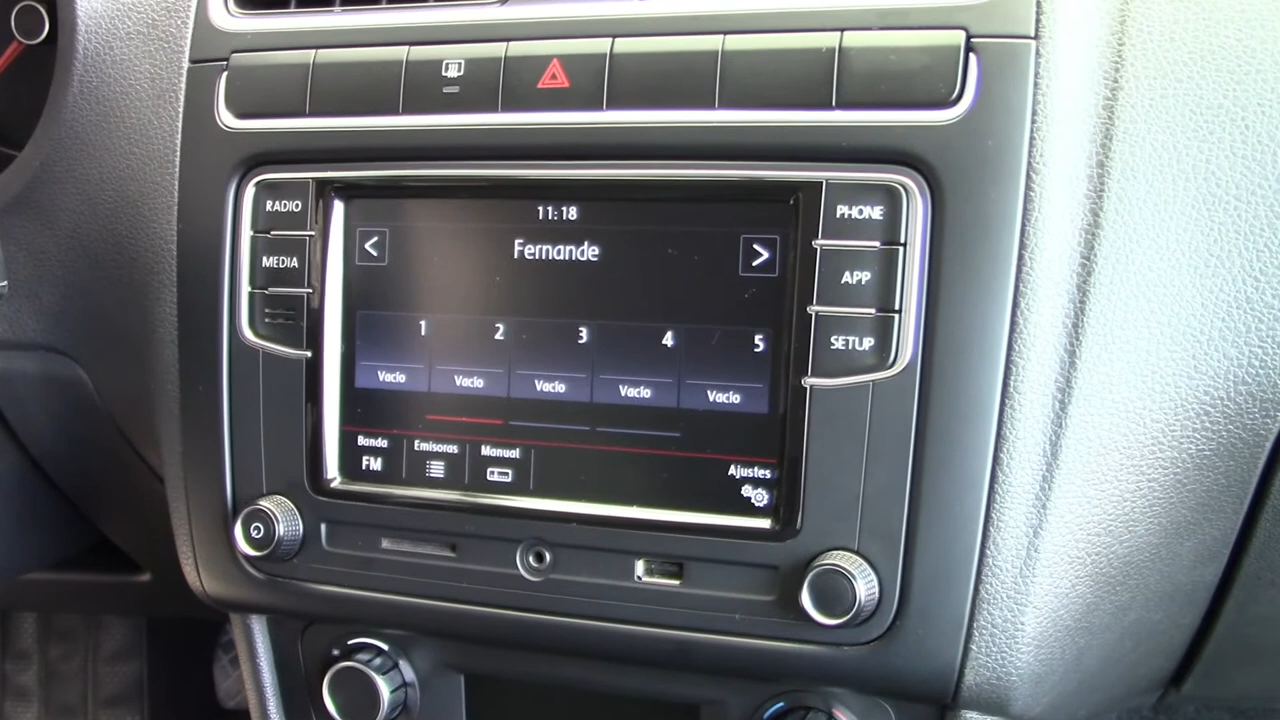 RADIO
MEDIA
PHONE
APP
SETUP
11:18
Fernande
1 2 3 4 5
Vacío Vacío Vacío Vacío Vacío
Banda Emisoras Manual Ajustes
FM